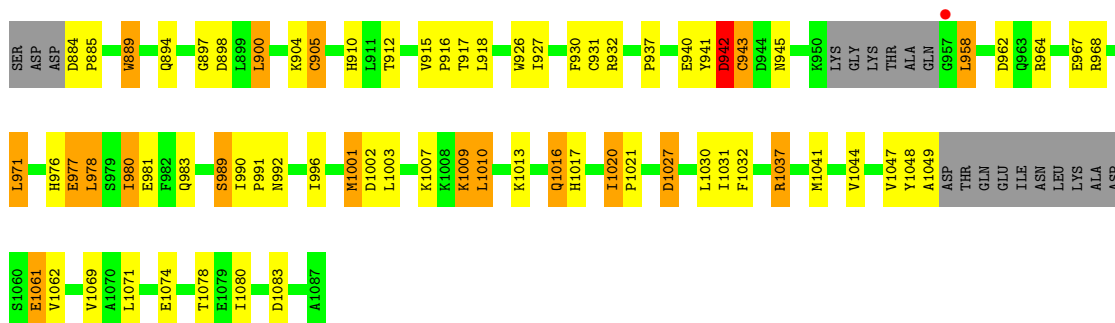 SER ASP ASP D884 P885 W889 Q894 G897 D898 L899 L900 K904 C905 H910 L911 T912 V915 P916 T917 L918 W926 I927 F930 C931 R932 P937 E940 Y941 D942 C943 D944 N945 K950 LYS GLY LYS THR ALA GLN G957 L958 D962 Q963 R964 E967 R968
L971 H976 E977 L978 S979 I980 E981 F982 Q983 S989 I990 P991 N992 I996 M1001 D1002 L1003 K1007 K1008 K1009 L1010 K1013 Q1016 H1017 I1020 P1021 D1027 L1030 I1031 F1032 R1037 M1041 V1044 V1047 Y1048 A1049 ASP THR GLN GLU ILE ASN LEU LYS ALA ASP
S1060 E1061 V1062 V1069 A1070 L1071 E1074 T1078 E1079 I1080 D1083 A1087